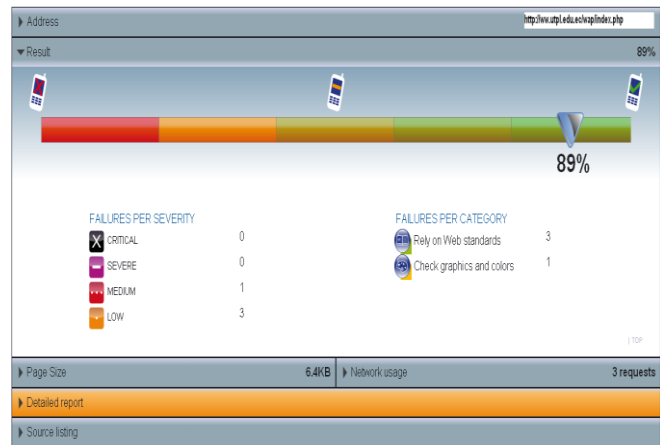 Address http://ww.utpl.edu.ec/wap/index.php
Result 89%
89%
FAILURES PER SEVERITY
CRITICAL 0
SEVERE 0
MEDIUM 1
LOW 3
FAILURES PER CATEGORY
Rely on Web standards 3
Check graphics and colors 1
| TOP
Page Size 6.4KB
Network usage 3 requests
Detailed report
Source listing